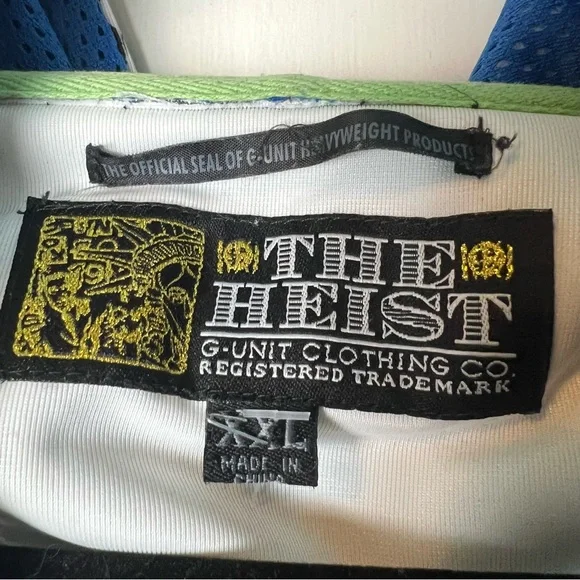 THE OFFICIAL SEAL OF G-UNIT HEAVYWEIGHT PRODUCTS
THE
HEIST
G-UNIT CLOTHING CO.
REGISTERED TRADEMARK
XXL
MADE IN
CHINA